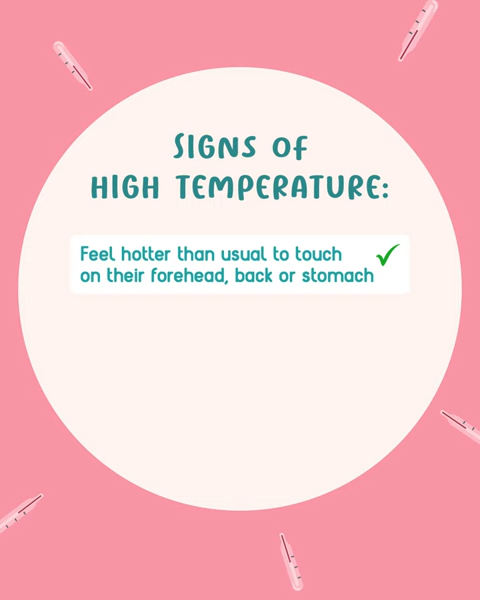 SIGNS OF
HIGH TEMPERATURE:
Feel hotter than usual to touch
on their forehead, back or stomach